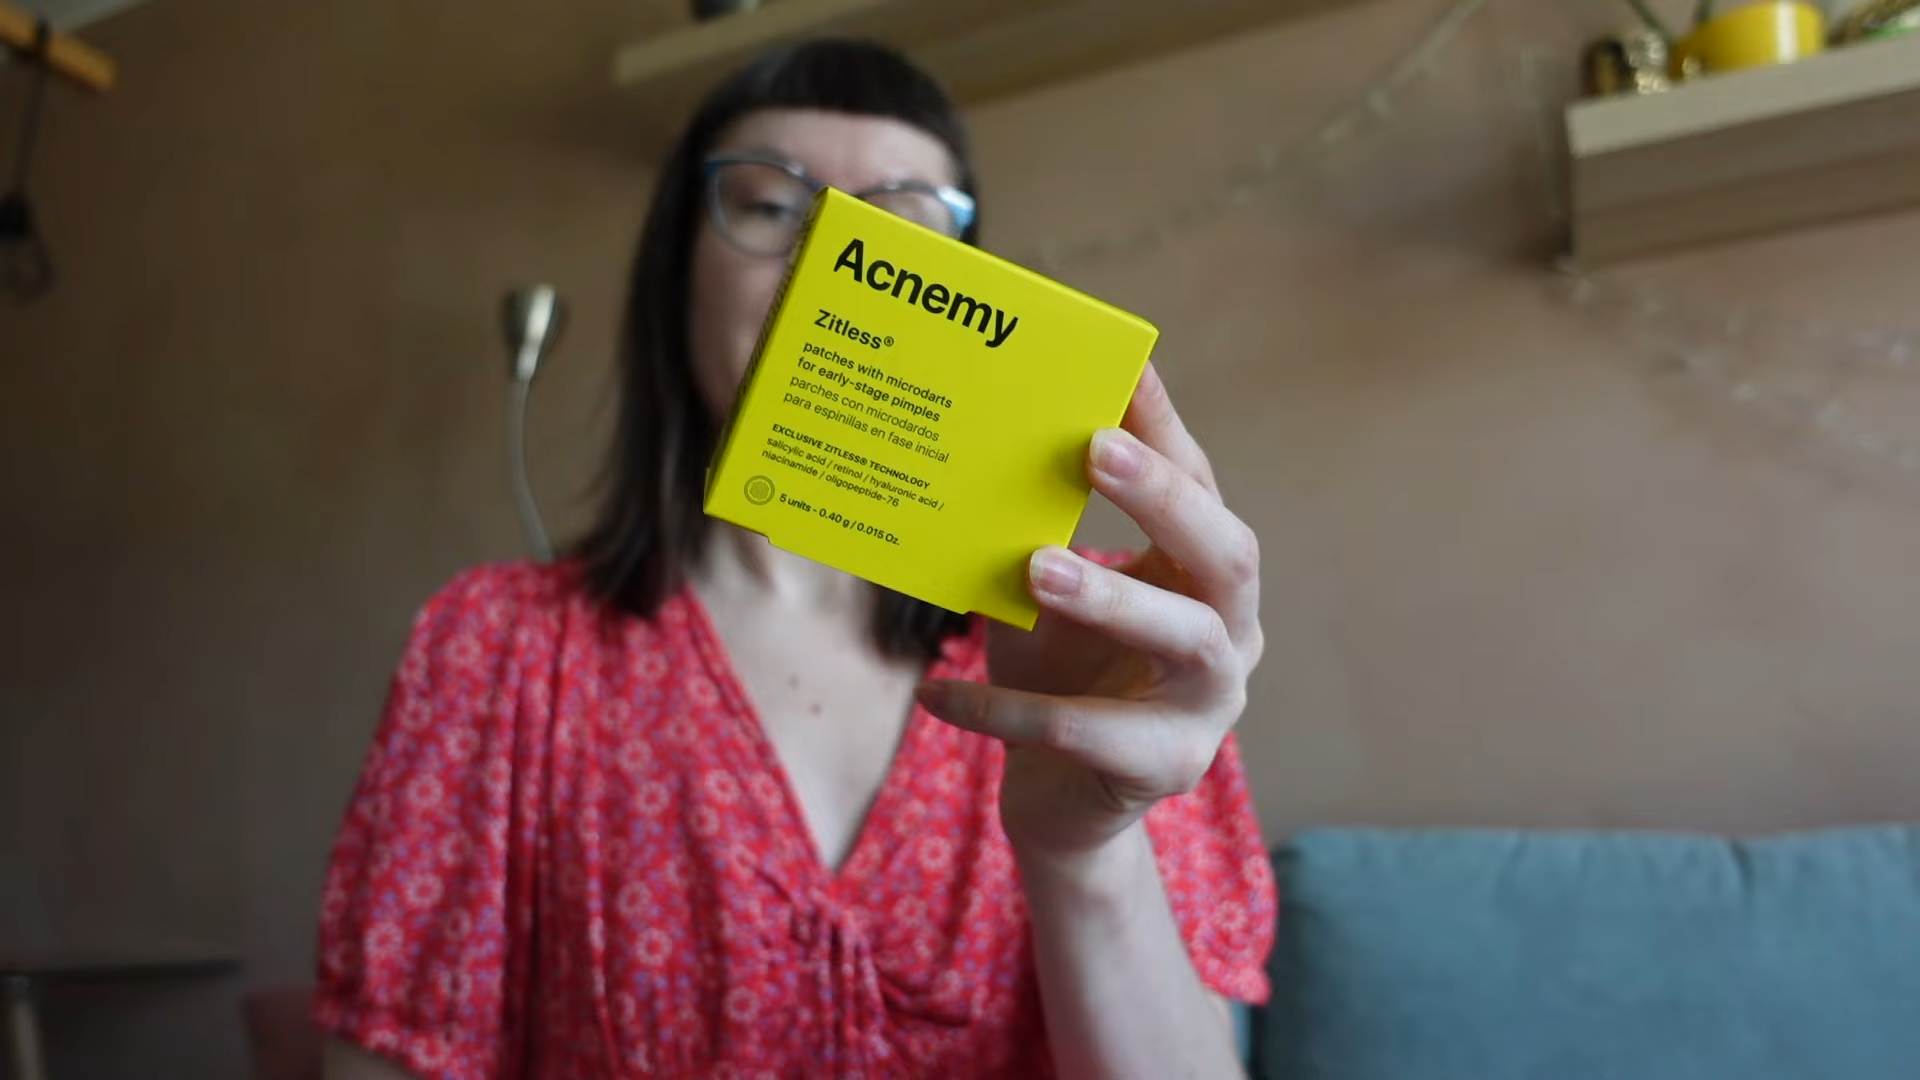 Acnemy
Zitless®
patches with microdarts
for early-stage pimples
parches con microdardos
para espinillas en fase inicial
EXCLUSIVE ZITLESS® TECHNOLOGY
salicylic acid / retinol / hyaluronic acid /
niacinamide / oligopeptide-76
5 units - 0.40 g / 0.015 Oz.